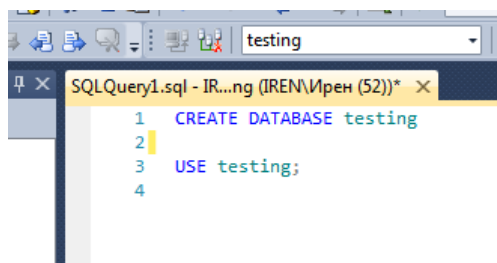 testing
SQLQuery1.sql - IR...ng (IREN\Ирен (52))*
1 CREATE DATABASE testing
2
3 USE testing;
4